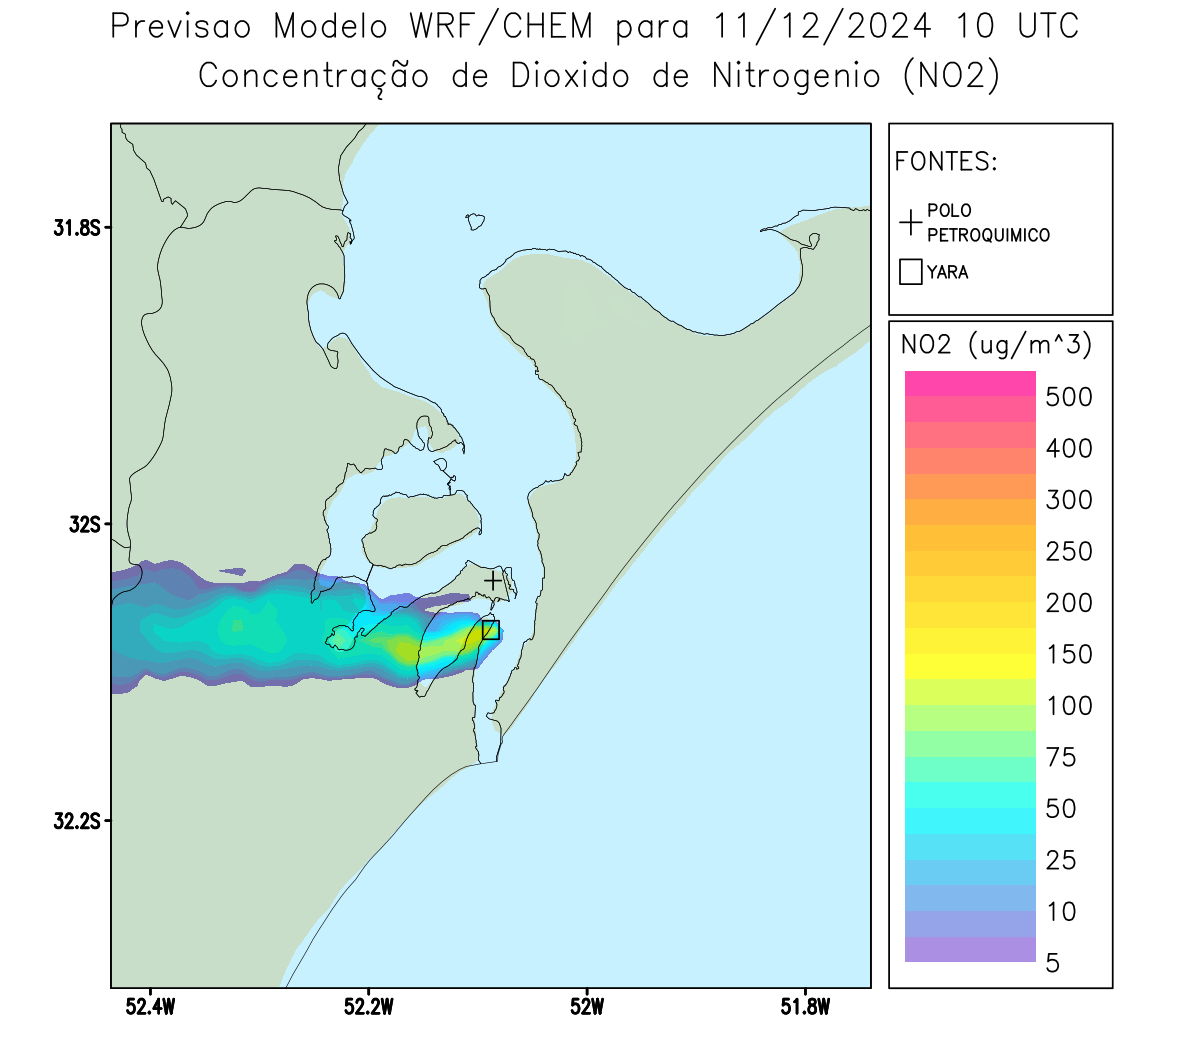 Previsao Modelo WRF/CHEM para 11/12/2024 10 UTC
Concentração de Dioxido de Nitrogenio (NO2)
FONTES:
POLO
PETROQUIMICO
YARA
NO2 (ug/m^3)
500
400
300
250
200
150
100
75
50
25
10
5
31.8S
32S
32.2S
52.4W
52.2W
52W
51.8W